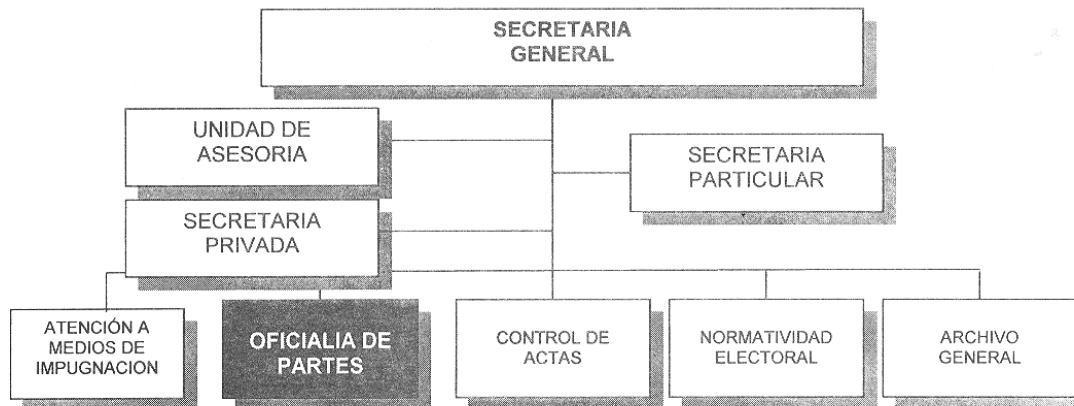 SECRETARIA
GENERAL
UNIDAD DE
ASESORIA
SECRETARIA
PARTICULAR
SECRETARIA
PRIVADA
ATENCIÓN A
MEDIOS DE
IMPUGNACION
OFICIALIA DE
PARTES
CONTROL DE
ACTAS
NORMATIVIDAD
ELECTORAL
ARCHIVO
GENERAL